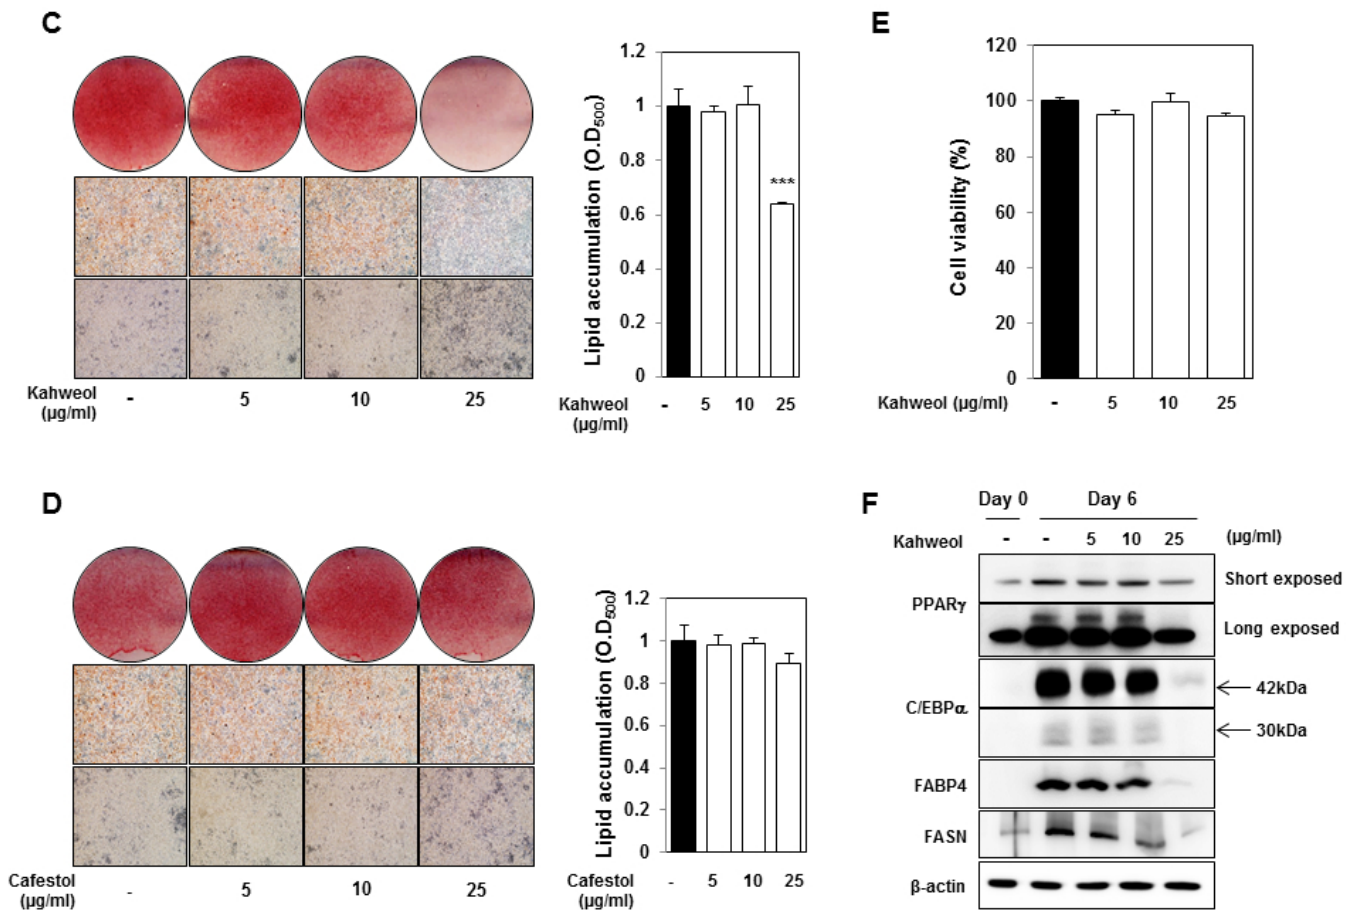 C
1.2
1
0.8
0.6
0.4
0.2
0
Lipid accumulation (O.D500)
***
Kahweol
(µg/ml)
- 5 10 25
Kahweol
(µg/ml)
- 5 10 25
E
120
100
80
60
40
20
0
Cell viability (%)
Kahweol (µg/ml) - 5 10 25
D
1.2
1
0.8
0.6
0.4
0.2
0
Lipid accumulation (O.D500)
Cafestol
(µg/ml)
- 5 10 25
Cafestol
(µg/ml)
- 5 10 25
F
Day 0 Day 6
Kahweol - - 5 10 25 (µg/ml)
PPARγ
Short exposed
Long exposed
C/EBPα
42kDa
30kDa
FABP4
FASN
β-actin